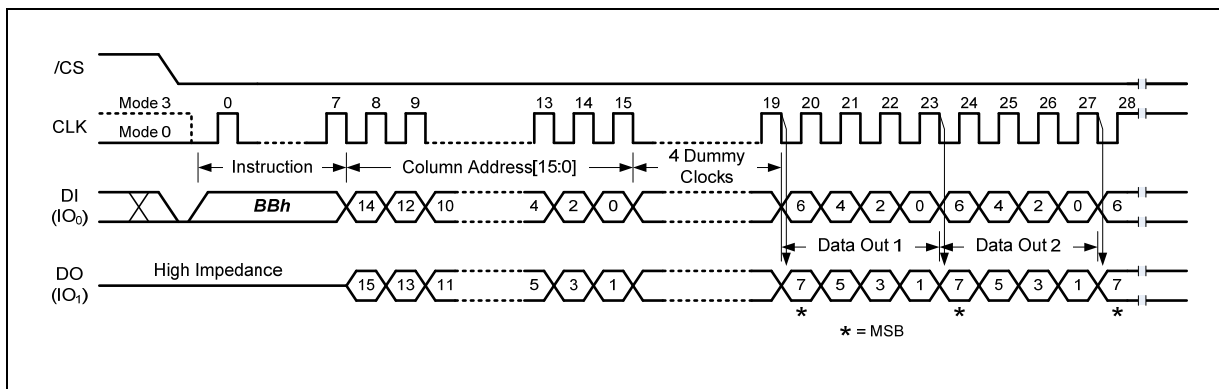 /CS
Mode 3 0 7 8 9 13 14 15 19 20 21 22 23 24 25 26 27 28
CLK
Mode 0
Instruction Column Address[15:0] 4 Dummy Clocks
DI
(IO0)
BBh 14 12 10 4 2 0 6 4 2 0 6 4 2 0 6
Data Out 1 Data Out 2
DO
(IO1)
High Impedance 15 13 11 5 3 1 7 5 3 1 7 5 3 1 7
* * *
* = MSB